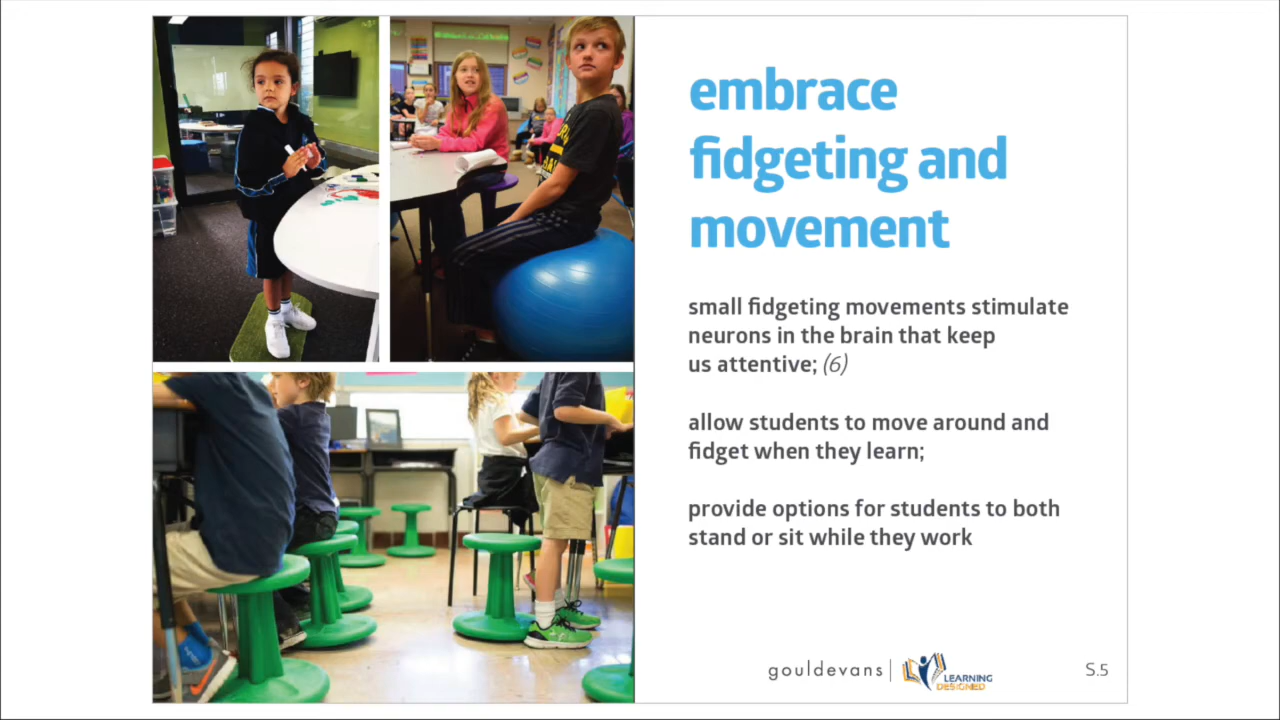 embrace
fidgeting and
movement
small fidgeting movements stimulate
neurons in the brain that keep
us attentive; (6)
allow students to move around and
fidget when they learn;
provide options for students to both
stand or sit while they work
gouldevans | LEARNING
DESIGNED
S.5